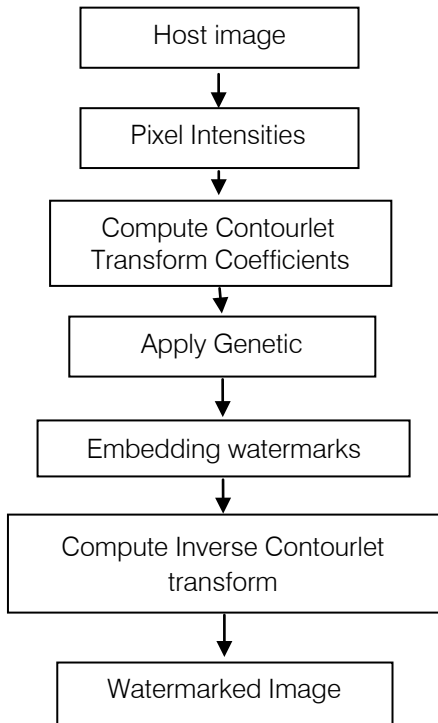 Host image
Pixel Intensities
Compute Contourlet
Transform Coefficients
Apply Genetic
Embedding watermarks
Compute Inverse Contourlet
transform
Watermarked Image